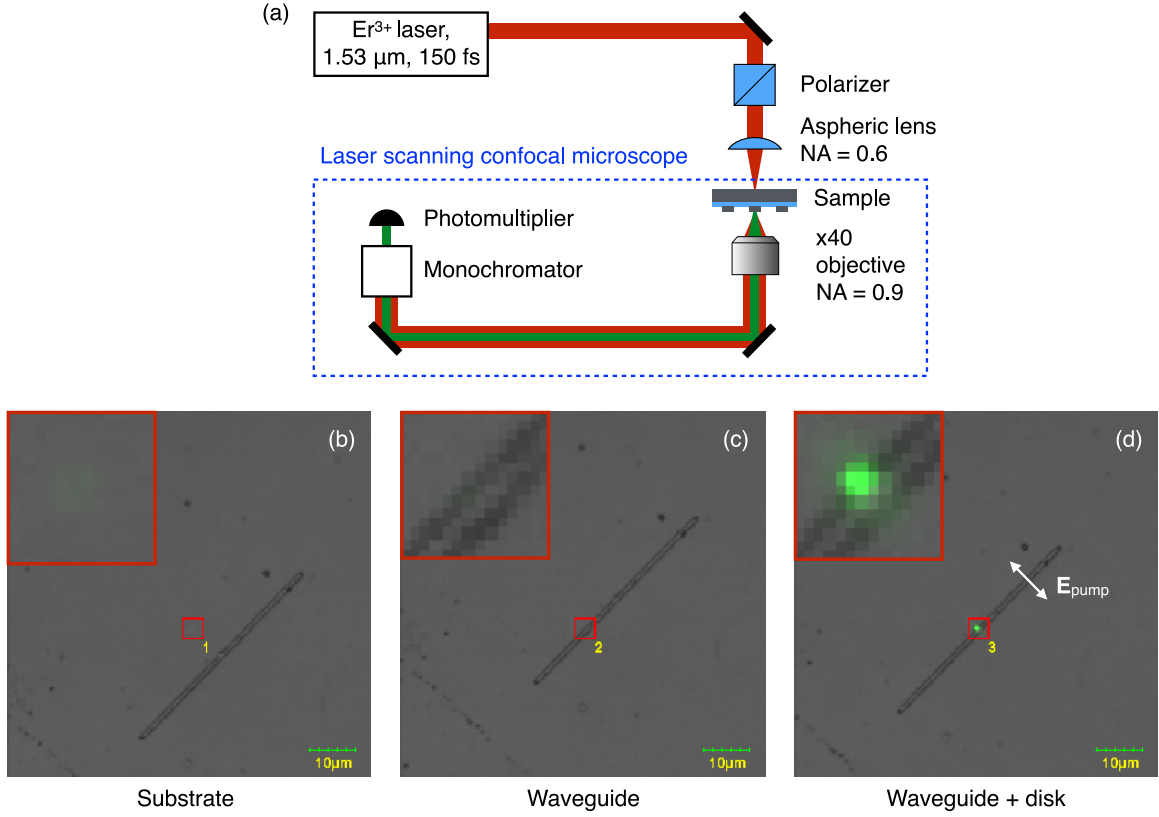 (a)
Er³⁺ laser,
1.53 μm, 150 fs
Polarizer
Aspheric lens
NA = 0.6
Laser scanning confocal microscope
Sample
Photomultiplier
x40
objective
NA = 0.9
Monochromator
(b)
1
10μm
Substrate
(c)
2
10μm
Waveguide
(d)
E_pump
3
10μm
Waveguide + disk